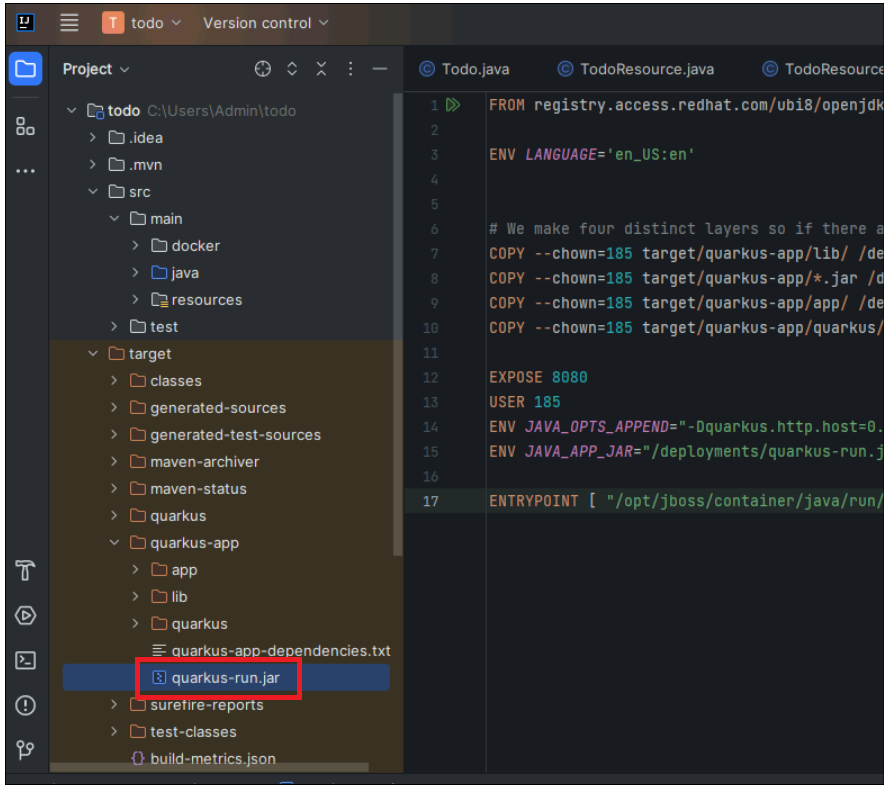 IJ
T todo Version control
Project
todo C:\Users\Admin\todo
.idea
.mvn
src
main
docker
java
resources
test
target
classes
generated-sources
generated-test-sources
maven-archiver
maven-status
quarkus
quarkus-app
app
lib
quarkus
quarkus-app-dependencies.txt
quarkus-run.jar
surefire-reports
test-classes
{} build-metrics.json
C Todo.java C TodoResource.java C TodoResource
1 FROM registry.access.redhat.com/ubi8/openjdk
2
3 ENV LANGUAGE='en_US:en'
4
5
6 # We make four distinct layers so if there a
7 COPY --chown=185 target/quarkus-app/lib/ /de
8 COPY --chown=185 target/quarkus-app/*.jar /d
9 COPY --chown=185 target/quarkus-app/app/ /de
10 COPY --chown=185 target/quarkus-app/quarkus/
11
12 EXPOSE 8080
13 USER 185
14 ENV JAVA_OPTS_APPEND="-Dquarkus.http.host=0.
15 ENV JAVA_APP_JAR="/deployments/quarkus-run.j
16
17 ENTRYPOINT [ "/opt/jboss/container/java/run/